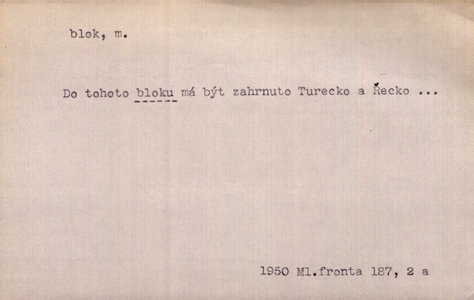 blok, m.
Do tohoto bloku má být zahrnuto Turecko a Řecko ...
1950 Ml.fronta 187, 2 a